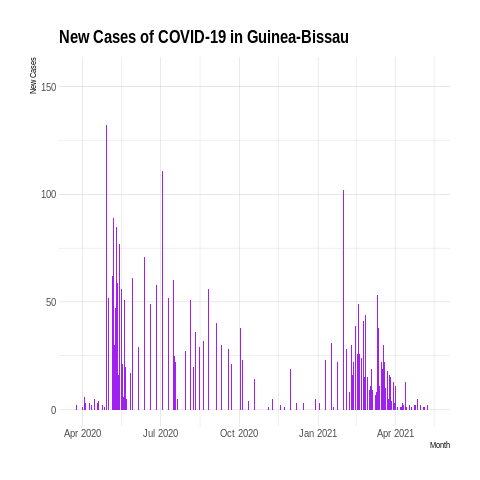 New Cases of COVID-19 in Guinea-Bissau
New Cases
150
100
50
0
Apr 2020 Jul 2020 Oct 2020 Jan 2021 Apr 2021
Month